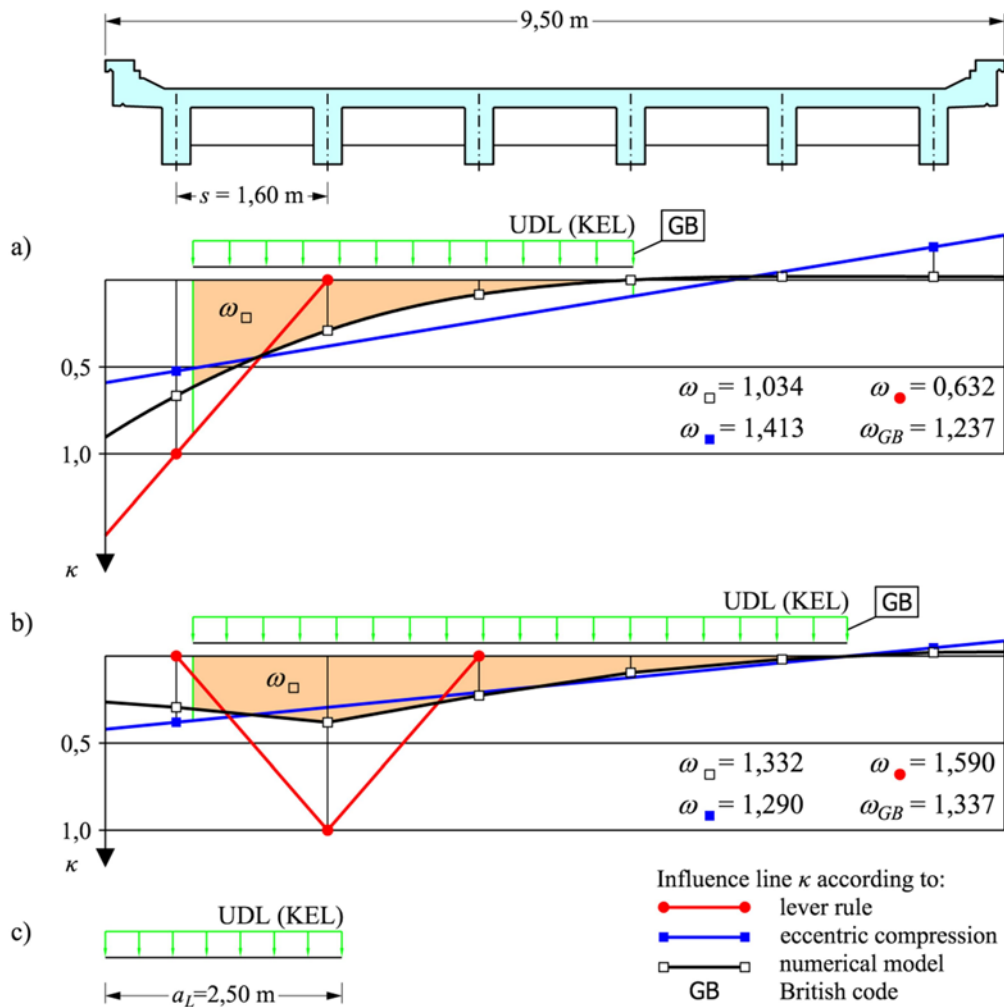 9,50 m
s = 1,60 m
a)
UDL (KEL)
GB
ω□
0,5
ω□ = 1,034 ω● = 0,632
ω■ = 1,413 ωGB = 1,237
1,0
κ
b)
UDL (KEL)
GB
ω□
0,5
ω□ = 1,332 ω● = 1,590
ω■ = 1,290 ωGB = 1,337
1,0
κ
Influence line κ according to:
lever rule
eccentric compression
numerical model
GB British code
c)
UDL (KEL)
aL=2,50 m